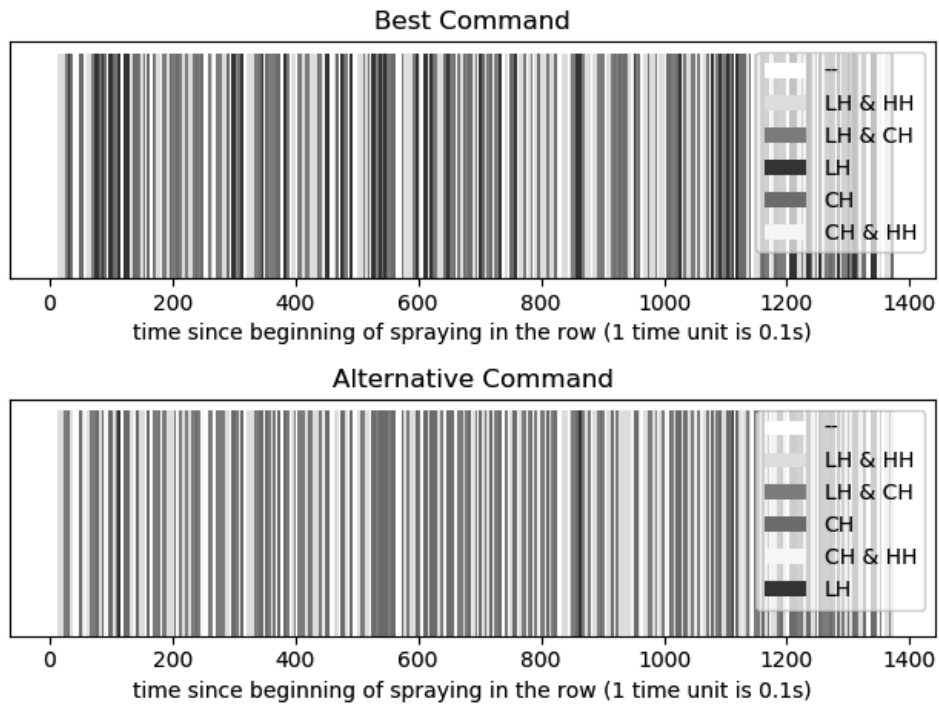 Best Command
--
LH & HH
LH & CH
LH
CH
CH & HH
0 200 400 600 800 1000 1200 1400
time since beginning of spraying in the row (1 time unit is 0.1s)
Alternative Command
--
LH & HH
LH & CH
CH
CH & HH
LH
0 200 400 600 800 1000 1200 1400
time since beginning of spraying in the row (1 time unit is 0.1s)